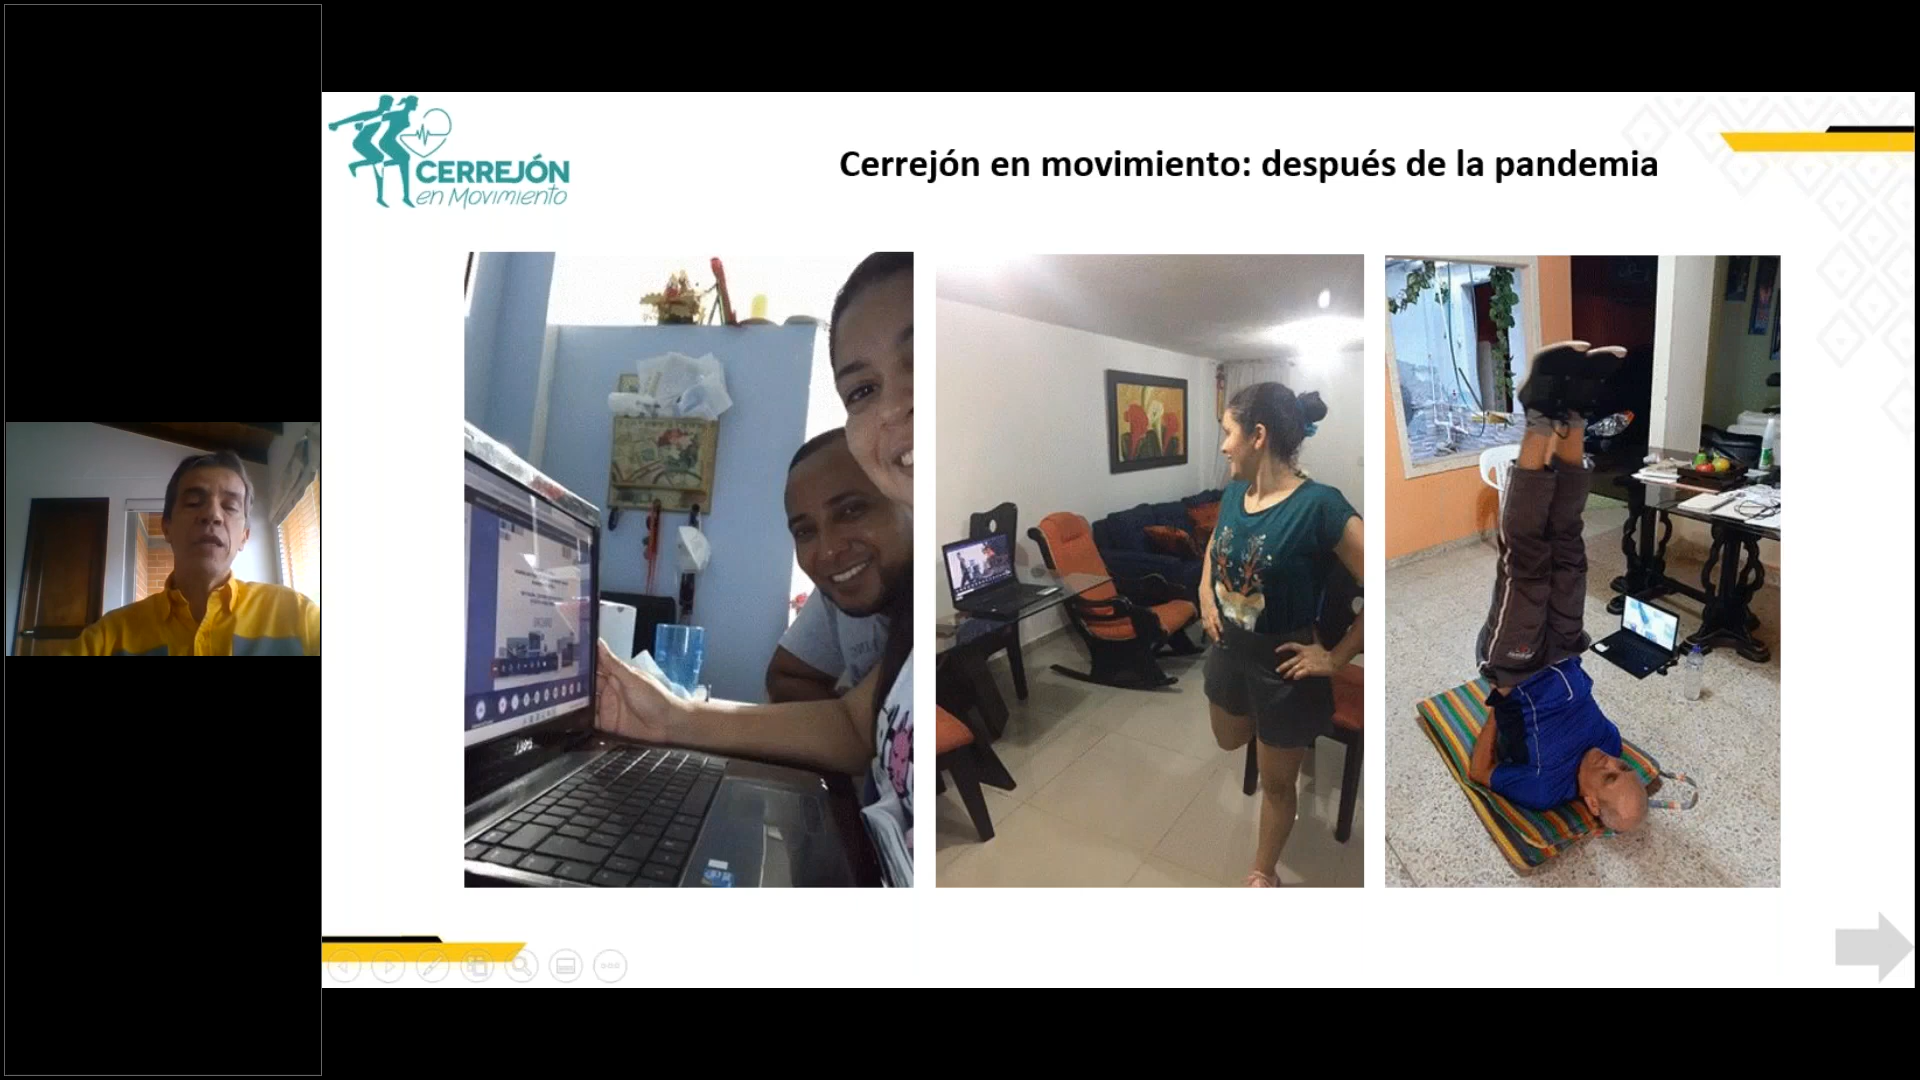 CERREJÓN
en Movimiento
Cerrejón en movimiento: después de la pandemia